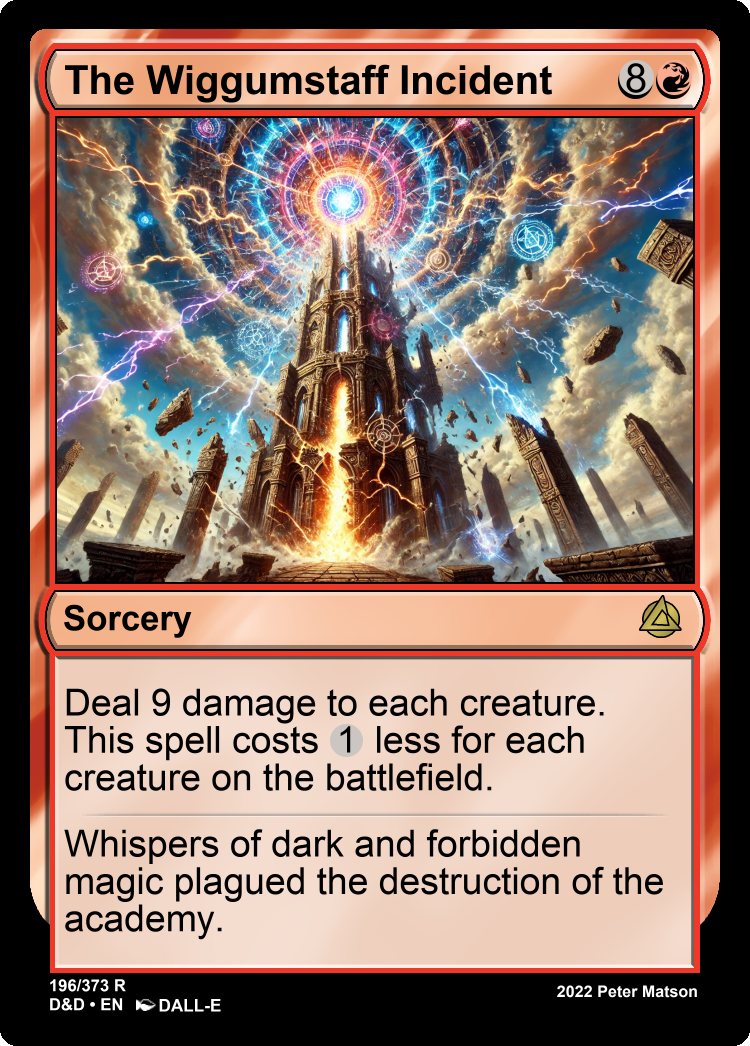 The Wiggumstaff Incident 8
Sorcery
Deal 9 damage to each creature.
This spell costs 1 less for each
creature on the battlefield.
Whispers of dark and forbidden
magic plagued the destruction of the
academy.
196/373 R
D&D • EN DALL-E
2022 Peter Matson